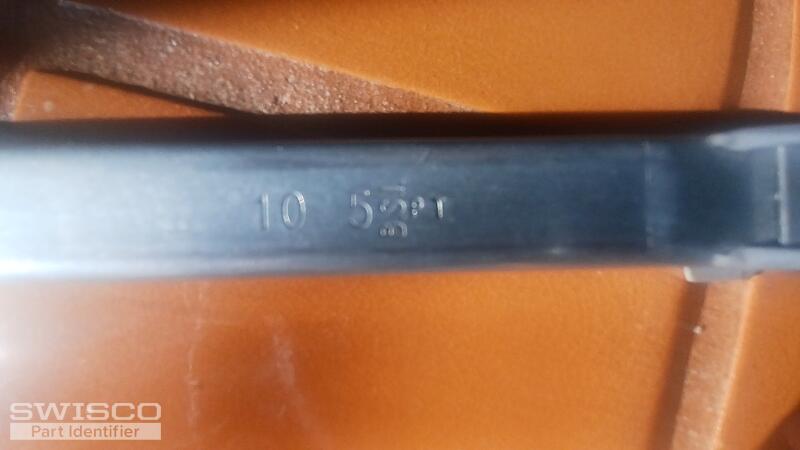 10 5
SWISCO
Part Identifier